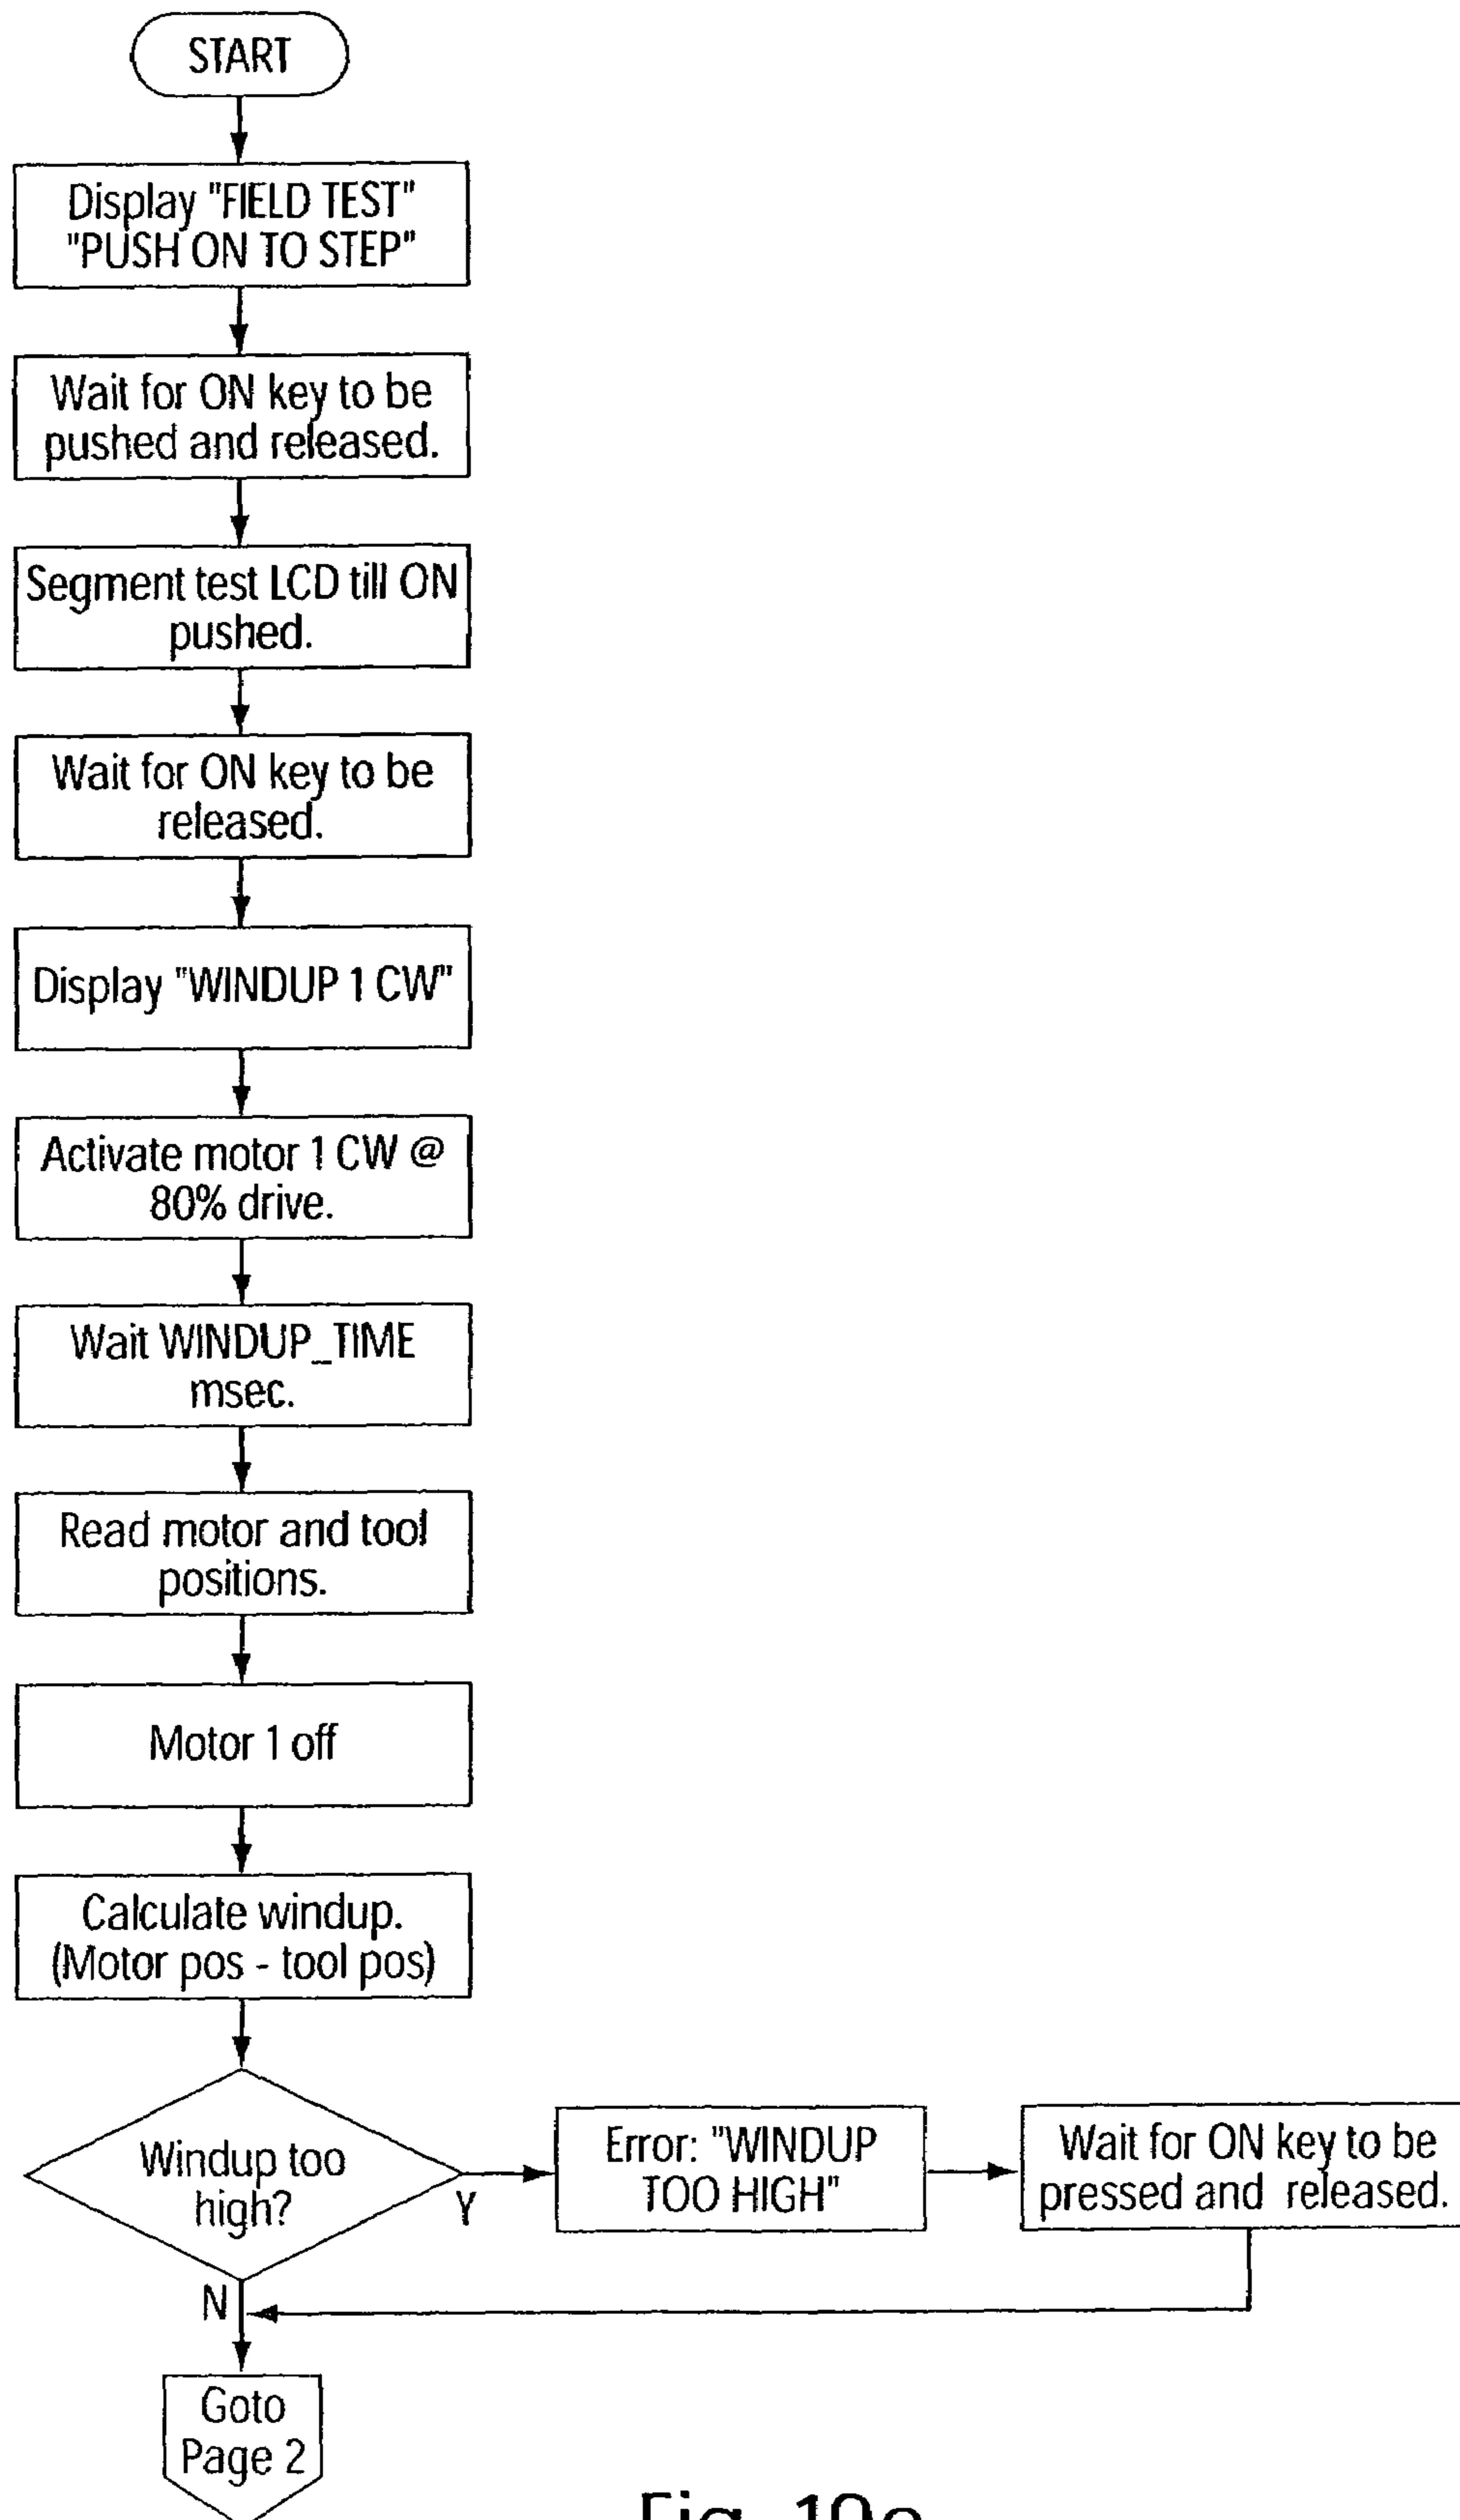 START
Display "FIELD TEST"
"PUSH ON TO STEP"
Wait for ON key to be
pushed and released.
Segment test LCD till ON
pushed.
Wait for ON key to be
released.
Display "WINDUP 1 CW"
Activate motor 1 CW @
80% drive.
Wait WINDUP_TIME
msec.
Read motor and tool
positions.
Motor 1 off
Calculate windup.
(Motor pos - tool pos)
Windup too
high?
Y
Error: "WINDUP
TOO HIGH"
Wait for ON key to be
pressed and released.
N
Goto
Page 2
Fig.